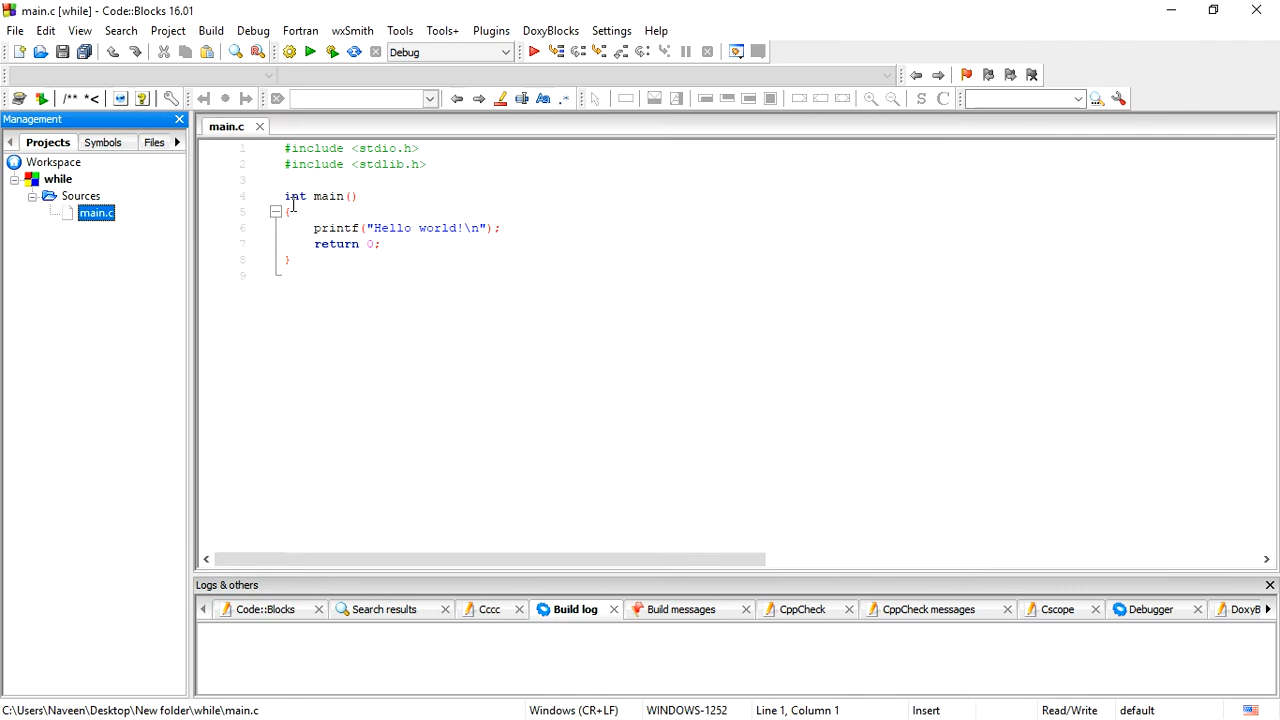 main.c [while] - Code::Blocks 16.01
File Edit View Search Project Build Debug Fortran wxSmith Tools Tools+ Plugins DoxyBlocks Settings Help
Debug
/** *<
S C
Management
main.c
Projects Symbols Files
Workspace
while
Sources
main.c
1 #include <stdio.h>
2 #include <stdlib.h>
3
4 int main()
5 {
6 printf("Hello world!\n");
7 return 0;
8 }
9
Logs & others
Code::Blocks Search results Cccc Build log Build messages CppCheck CppCheck messages Cscope Debugger DoxyB
C:\Users\Naveen\Desktop\New folder\while\main.c Windows (CR+LF) WINDOWS-1252 Line 1, Column 1 Insert Read/Write default